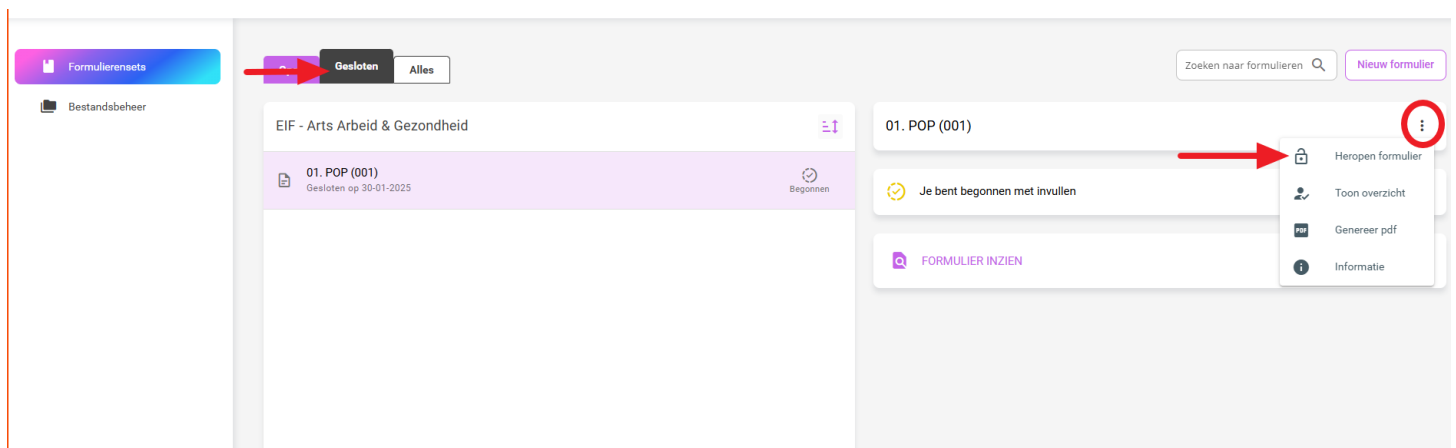 Formulierensets
Bestandsbeheer
Gesloten
Alles
Zoeken naar formulieren
Nieuw formulier
EIF - Arts Arbeid & Gezondheid
01. POP (001)
Gesloten op 30-01-2025
Begonnen
01. POP (001)
Je bent begonnen met invullen
FORMULIER INZIEN
Heropen formulier
Toon overzicht
PDF
Genereer pdf
Informatie